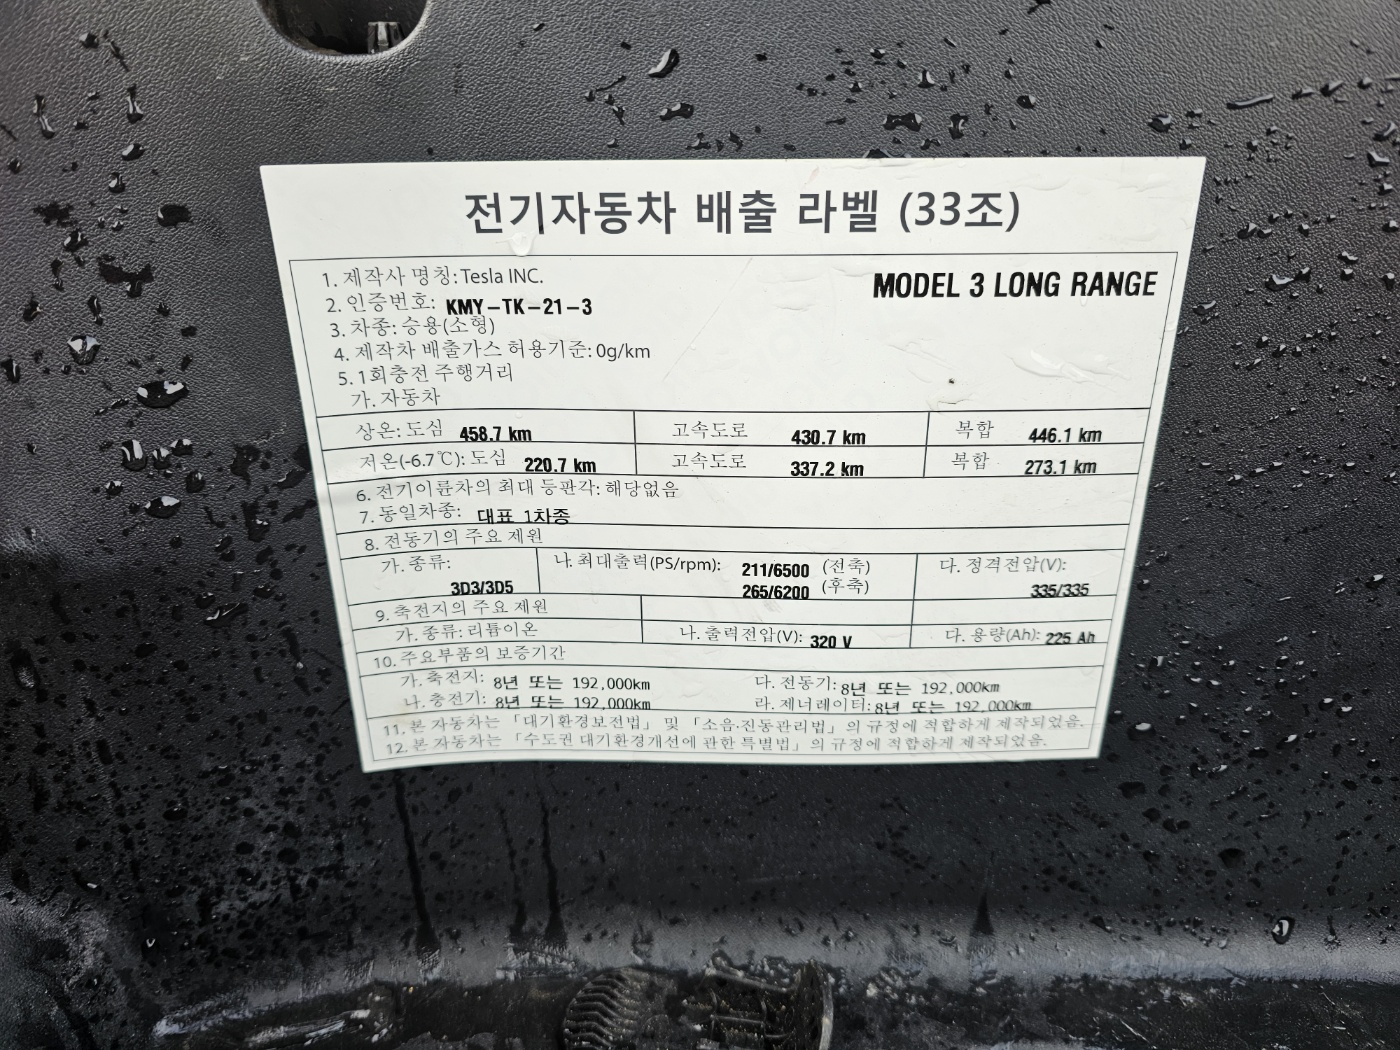 전기자동차 배출 라벨 (33조)
1. 제작사 명칭: Tesla INC.
MODEL 3 LONG RANGE
2. 인증번호: KMY-TK-21-3
3. 차종: 승용(소형)
4. 제작차 배출가스 허용기준: 0g/km
5. 1회충전 주행거리
가. 자동차
상온: 도심 458.7 km 고속도로 430.7 km 복합 446.1 km
저온(-6.7℃): 도심 220.7 km 고속도로 337.2 km 복합 273.1 km
6. 전기이륜차의 최대 등판각: 해당없음
7. 동일차종: 대표 1차종
8. 전동기의 주요 제원
가. 종류: 3D3/3D5 나. 최대출력(PS/rpm): 211/6500 (전축) 다. 정격전압(V): 335/335
265/6200 (후축)
9. 축전지의 주요 제원
가. 종류: 리튬이온 나. 출력전압(V): 320 V 다. 용량(Ah): 225 Ah
10. 주요부품의 보증기간
가. 축전지: 8년 또는 192,000km 다. 전동기: 8년 또는 192,000km
나. 충전기: 8년 또는 192,000km 라. 제너레이터: 8년 또는 192,000km
11. 본 자동차는 「대기환경보전법」 및 「소음·진동관리법」의 규정에 적합하게 제작되었음.
12. 본 자동차는 「수도권 대기환경개선에 관한 특별법」의 규정에 적합하게 제작되었음.